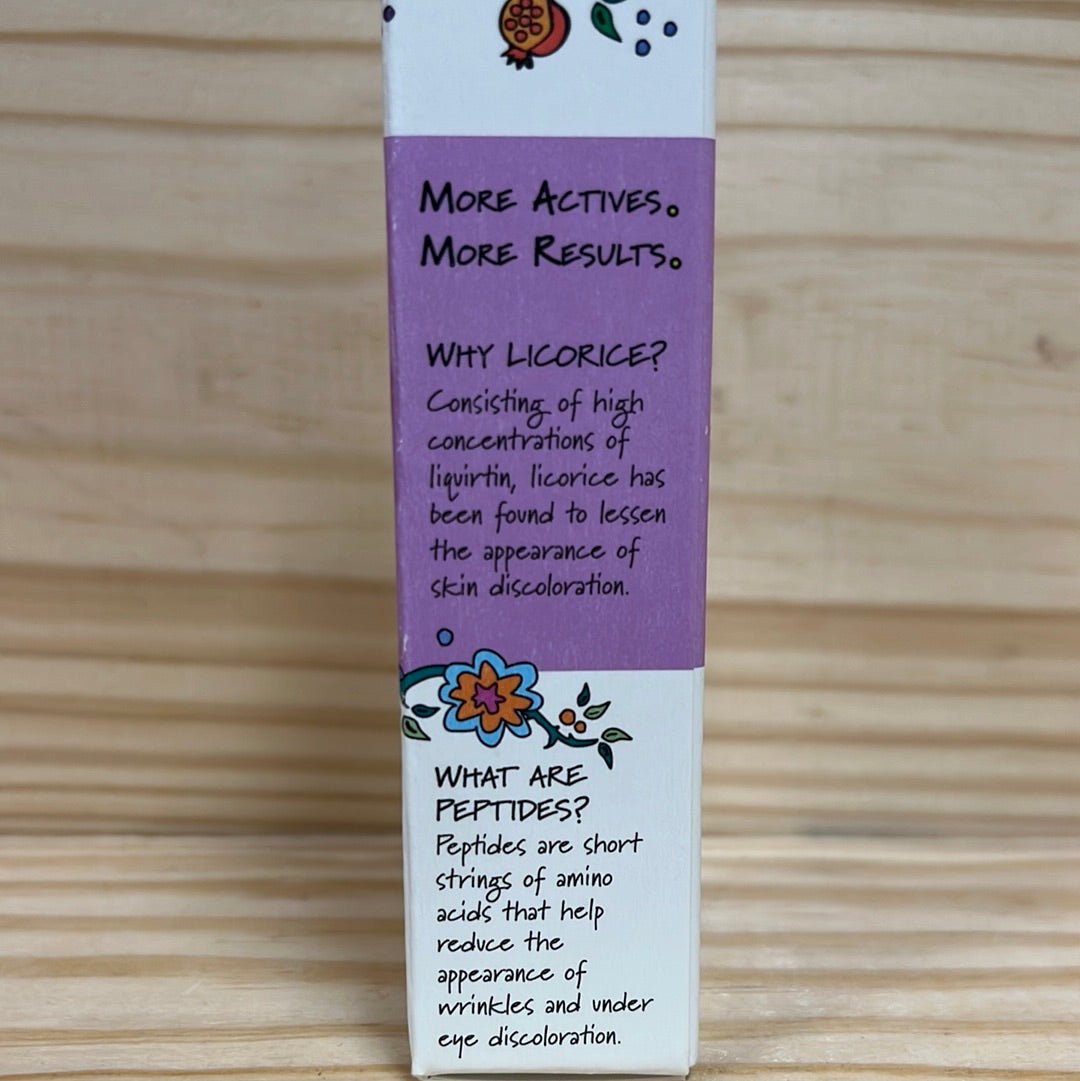 MORE ACTIVES.
MORE RESULTS.
WHY LICORICE?
Consisting of high
concentrations of
liquirtin, licorice has
been found to lessen
the appearance of
skin discoloration.
WHAT ARE
PEPTIDES?
Peptides are short
strings of amino
acids that help
reduce the
appearance of
wrinkles and under
eye discoloration.